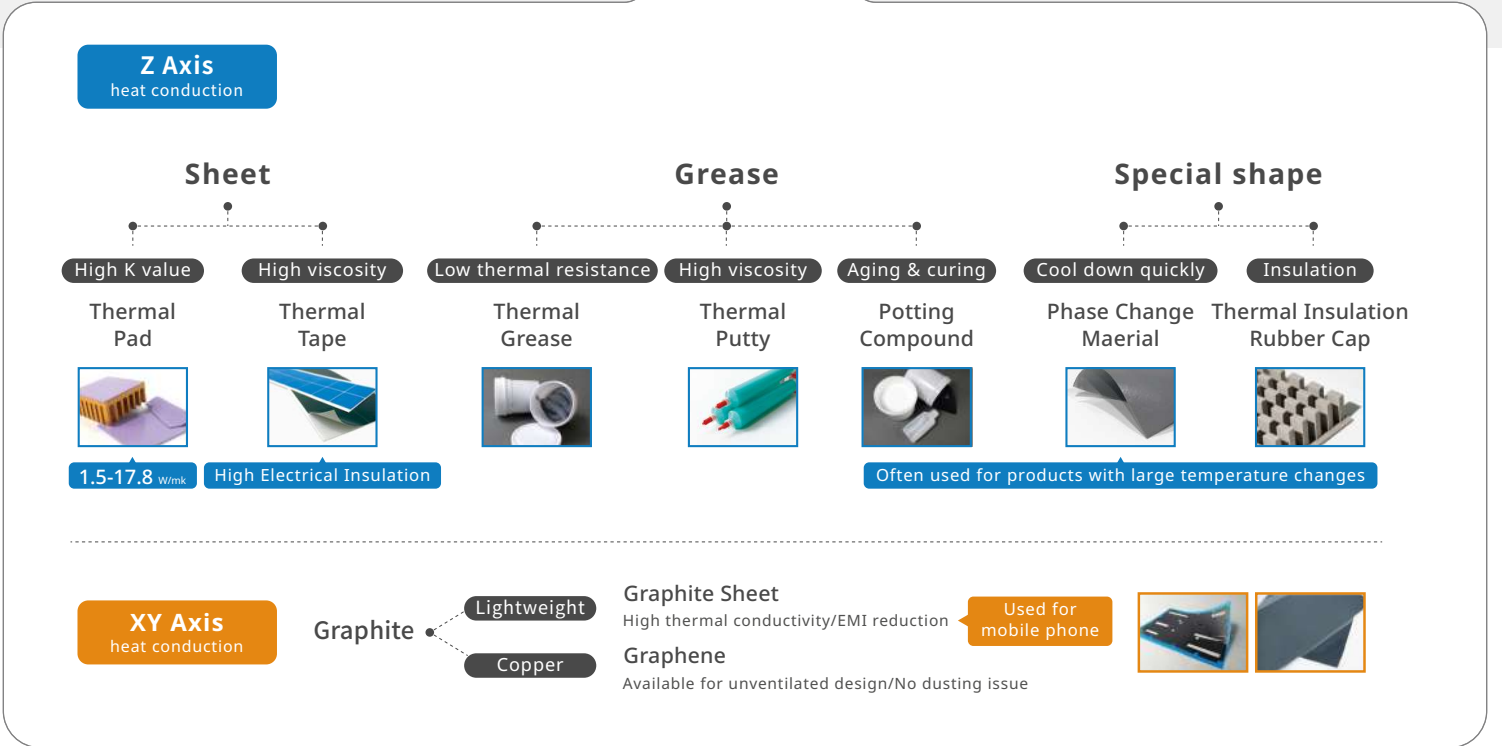 Z Axis
heat conduction
Sheet
Grease
Special shape
High K value
High viscosity
Low thermal resistance
High viscosity
Aging & curing
Cool down quickly
Insulation
Thermal
Pad
Thermal
Tape
Thermal
Grease
Thermal
Putty
Potting
Compound
Phase Change
Maerial
Thermal Insulation
Rubber Cap
1.5-17.8 W/mk
High Electrical Insulation
Often used for products with large temperature changes
XY Axis
heat conduction
Graphite
Lightweight
Graphite Sheet
High thermal conductivity/EMI reduction
Used for
mobile phone
Copper
Graphene
Available for unventilated design/No dusting issue